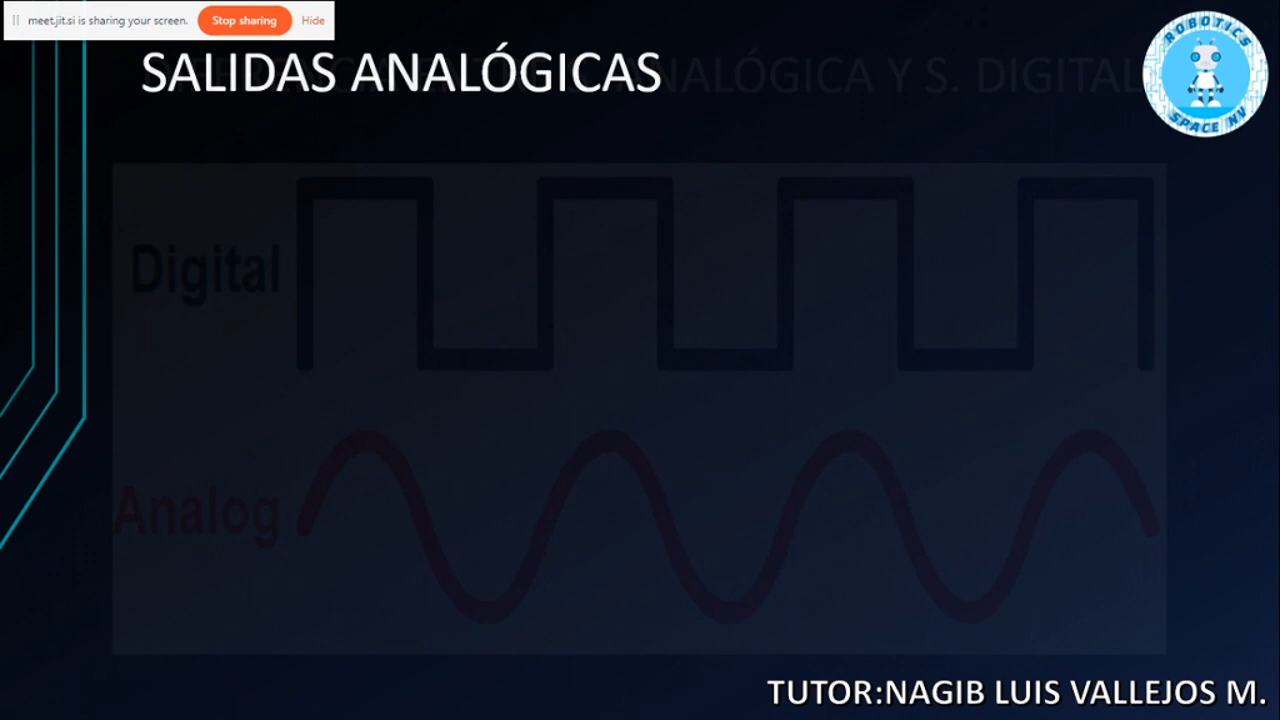 meet.jit.si is sharing your screen. Stop sharing Hide
SALIDAS ANALÓGICAS
NALÓGICA Y S. DIGITAL
ROBOTICS
SPACE NV
Digital
Analog
TUTOR:NAGIB LUIS VALLEJOS M.